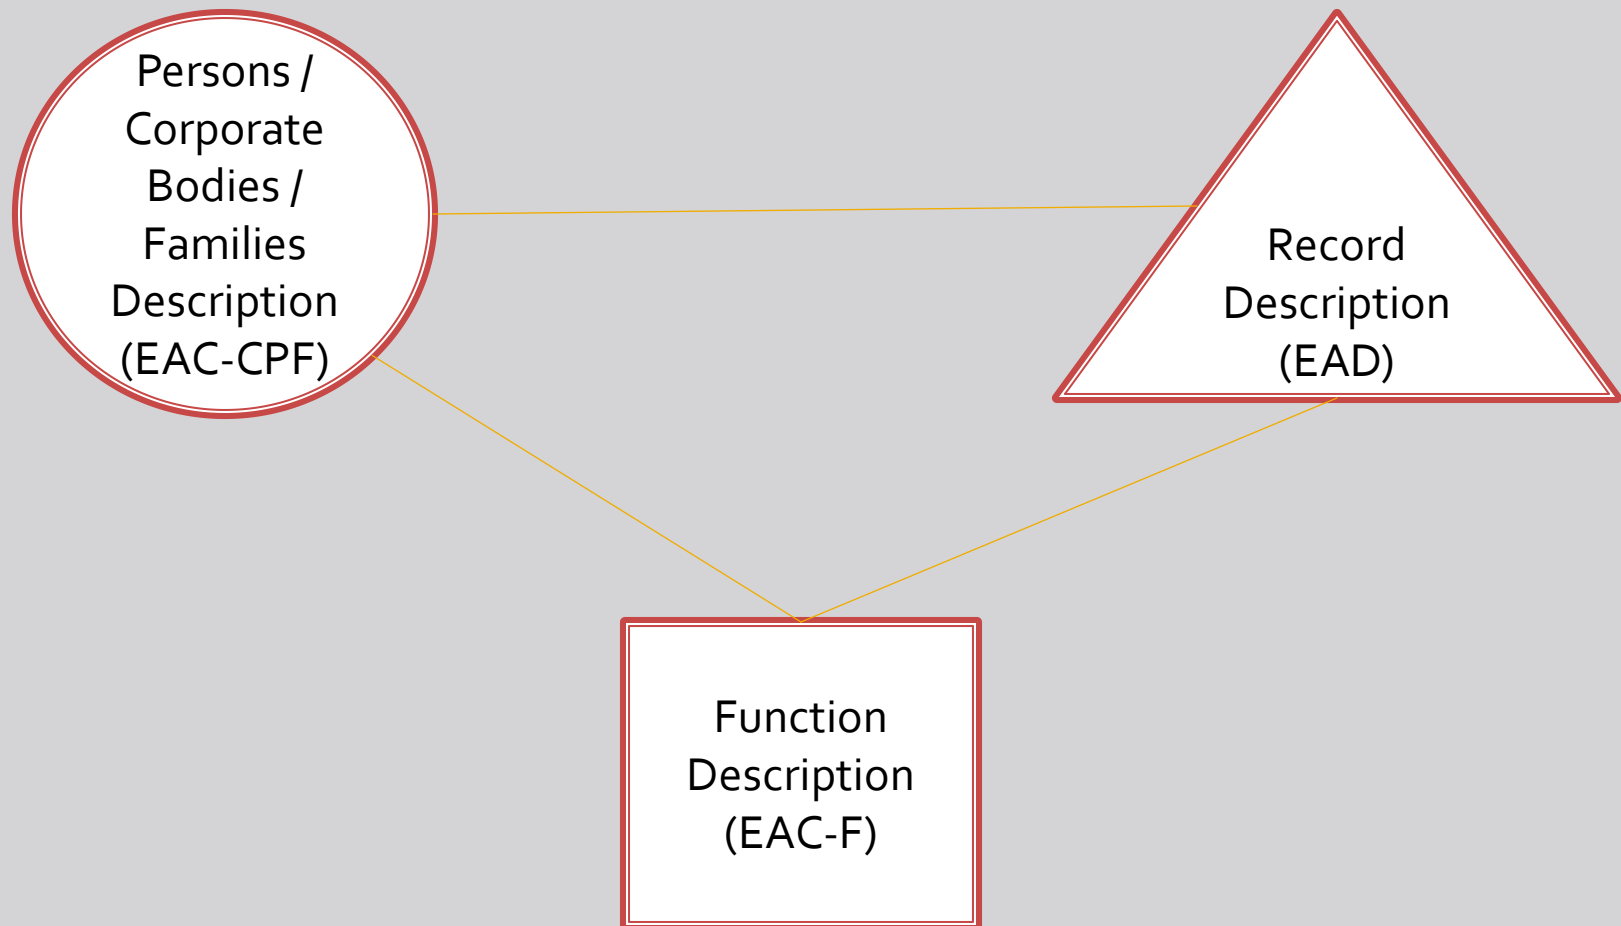 Persons /
Corporate
Bodies /
Families
Description
(EAC-CPF)
Record
Description
(EAD)
Function
Description
(EAC-F)